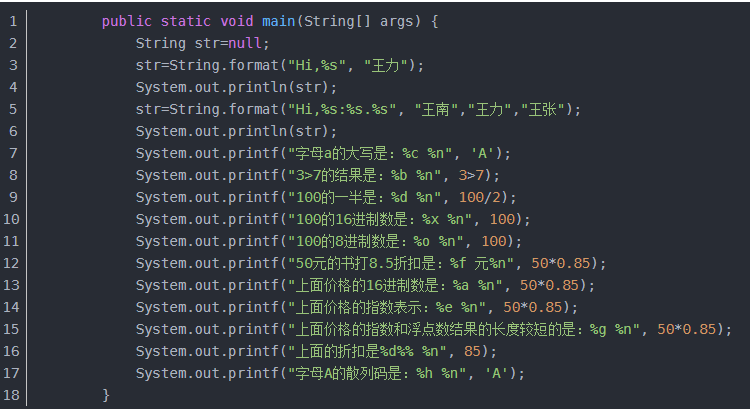 1 public static void main(String[] args) {
2 String str=null;
3 str=String.format("Hi,%s", "王力");
4 System.out.println(str);
5 str=String.format("Hi,%s:%s.%s", "王南","王力","王张");
6 System.out.println(str);
7 System.out.printf("字母a的大写是：%c %n", 'A');
8 System.out.printf("3>7的结果是：%b %n", 3>7);
9 System.out.printf("100的一半是：%d %n", 100/2);
10 System.out.printf("100的16进制数是：%x %n", 100);
11 System.out.printf("100的8进制数是：%o %n", 100);
12 System.out.printf("50元的书打8.5折扣是：%f 元%n", 50*0.85);
13 System.out.printf("上面价格的16进制数是：%a %n", 50*0.85);
14 System.out.printf("上面价格的指数表示：%e %n", 50*0.85);
15 System.out.printf("上面价格的指数和浮点数结果的长度较短的是：%g %n", 50*0.85);
16 System.out.printf("上面的折扣是%d%% %n", 85);
17 System.out.printf("字母A的散列码是：%h %n", 'A');
18 }